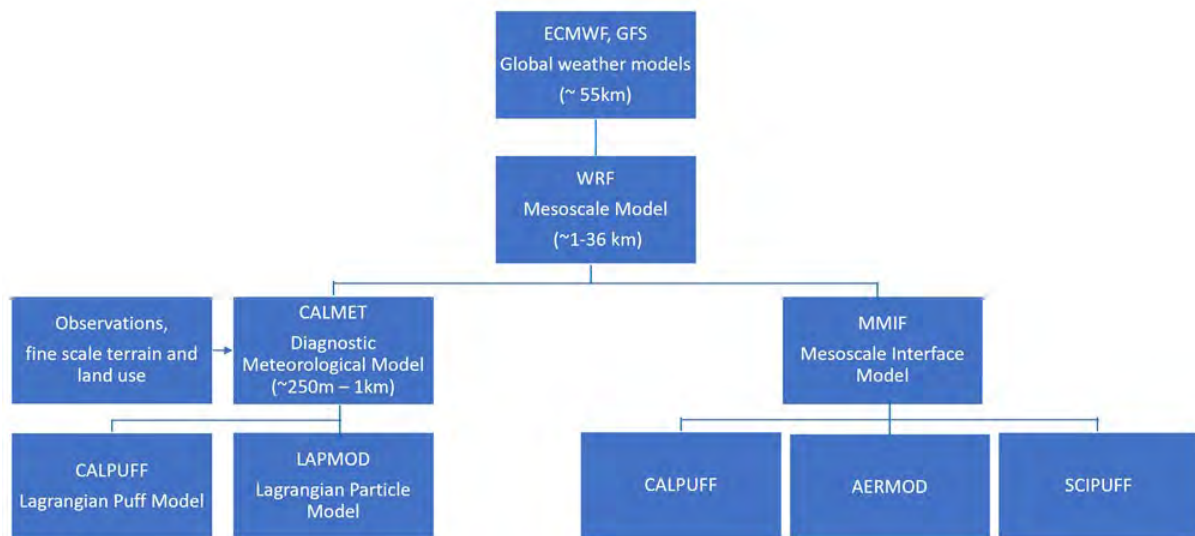 ECMWF, GFS
Global weather models
(~ 55km)
WRF
Mesoscale Model
(~1-36 km)
Observations,
fine scale terrain and
land use
CALMET
Diagnostic
Meteorological Model
(~250m – 1km)
MMIF
Mesoscale Interface
Model
CALPUFF
Lagrangian Puff Model
LAPMOD
Lagrangian Particle
Model
CALPUFF
AERMOD
SCIPUFF